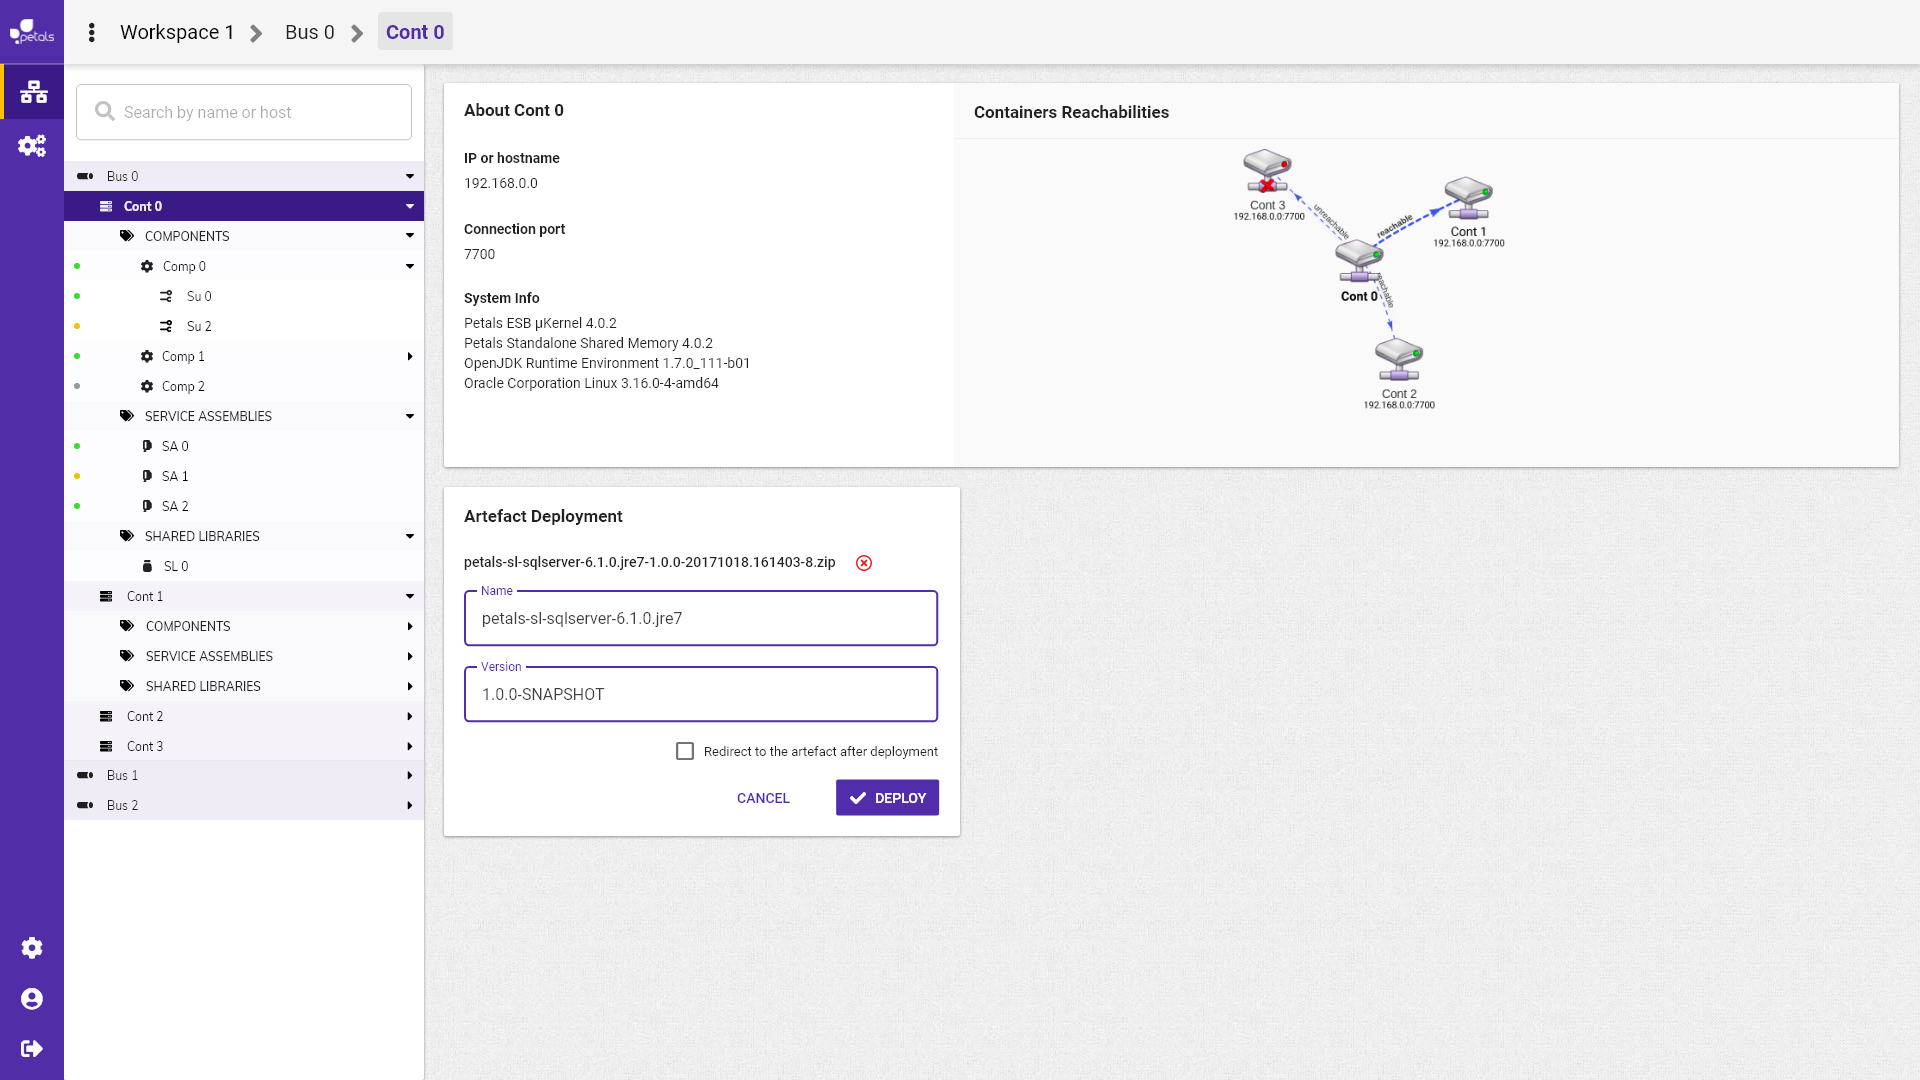 petals
Workspace 1
Bus 0
Cont 0
Search by name or host
Bus 0
Cont 0
COMPONENTS
Comp 0
Su 0
Su 2
Comp 1
Comp 2
SERVICE ASSEMBLIES
SA 0
SA 1
SA 2
SHARED LIBRARIES
SL 0
Cont 1
COMPONENTS
SERVICE ASSEMBLIES
SHARED LIBRARIES
Cont 2
Cont 3
Bus 1
Bus 2
About Cont 0
IP or hostname
192.168.0.0
Connection port
7700
System Info
Petals ESB µKernel 4.0.2
Petals Standalone Shared Memory 4.0.2
OpenJDK Runtime Environment 1.7.0_111-b01
Oracle Corporation Linux 3.16.0-4-amd64
Containers Reachabilities
Cont 3
192.168.0.0:7700
unreachable
reachable
Cont 1
192.168.0.0:7700
Cont 0
reachable
Cont 2
192.168.0.0:7700
Artefact Deployment
petals-sl-sqlserver-6.1.0.jre7-1.0.0-20171018.161403-8.zip
Name
petals-sl-sqlserver-6.1.0.jre7
Version
1.0.0-SNAPSHOT
Redirect to the artefact after deployment
CANCEL
DEPLOY